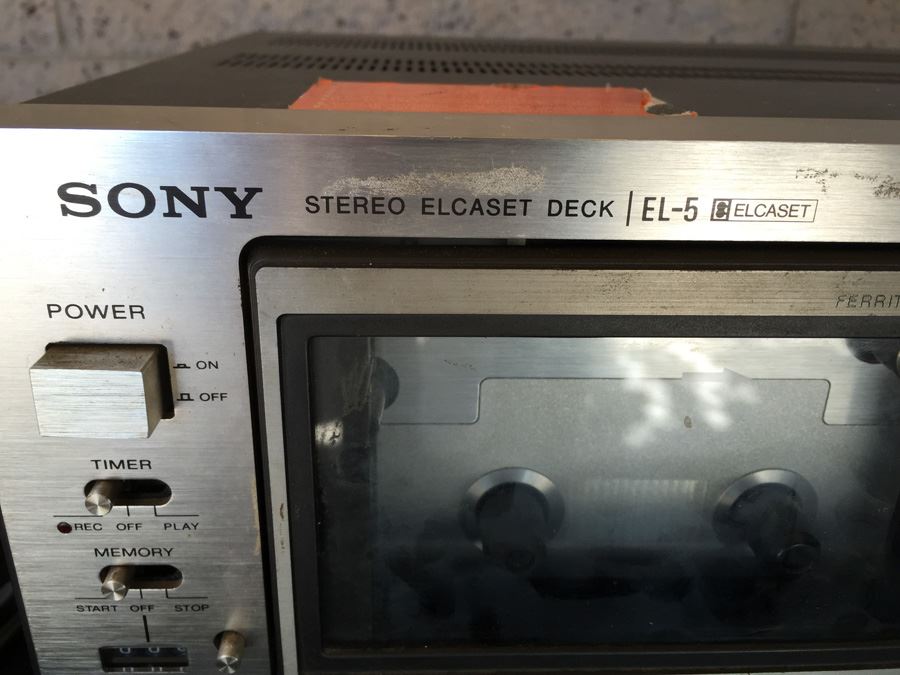 SONY STEREO ELCASET DECK | EL-5 ELCASET
FERRIT
POWER
ON
OFF
TIMER
REC OFF PLAY
MEMORY
START OFF STOP